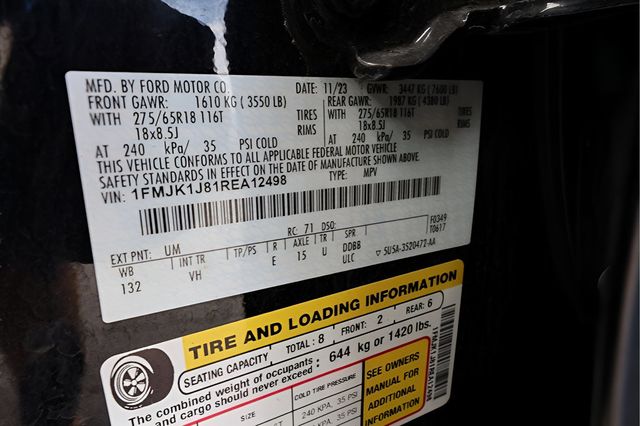 MFD. BY FORD MOTOR CO. DATE: 11/23 GVWR: 3447 KG (7600 LB)
FRONT GAWR: 1610 KG (3550 LB) REAR GAWR: 1987 KG (4380 LB)
WITH 275/65R18 116T TIRES WITH 275/65R18 116T TIRES
18x8.5J RIMS 18x8.5J RIMS
AT 240 kPa/ 35 PSI COLD AT 240 kPa/ 35 PSI COLD
THIS VEHICLE CONFORMS TO ALL APPLICABLE FEDERAL MOTOR VEHICLE
SAFETY STANDARDS IN EFFECT ON THE DATE OF MANUFACTURE SHOWN ABOVE.
VIN: 1FMJK1J81REA12498 TYPE: MPV
F0349
T0617
EXT PNT: UM RC: 71 DSO:
WB INT TR TP/PS R AXLE TR SPR
132 VH E 15 U DDBB
ULC ▽ 5U5A-3520472-AA
TIRE AND LOADING INFORMATION
SEATING CAPACITY TOTAL: 8 FRONT: 2 REAR: 6
The combined weight of occupants
and cargo should never exceed: 644 kg or 1420 lbs.
SIZE COLD TIRE PRESSURE
240 KPA, 35 PSI
240 KPA, 35 PSI
SEE OWNERS
MANUAL FOR
ADDITIONAL
INFORMATION
1FMJK1J81REA12498